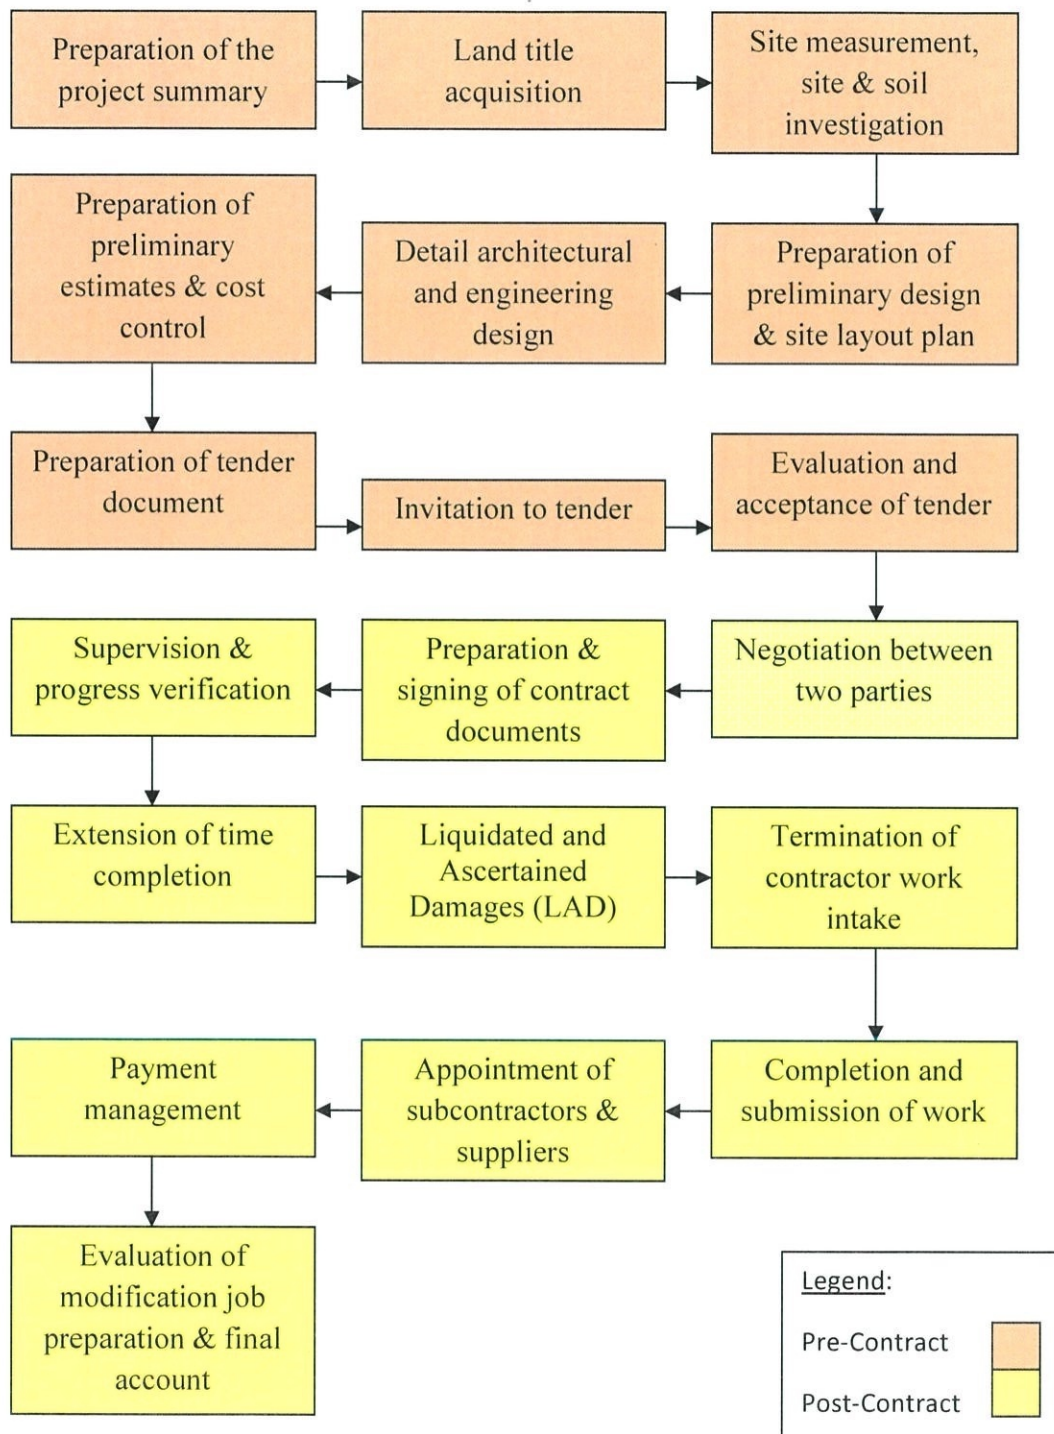 Preparation of the
project summary
Land title
acquisition
Site measurement,
site & soil
investigation
Preparation of
preliminary design
& site layout plan
Detail architectural
and engineering
design
Preparation of
preliminary
estimates & cost
control
Preparation of tender
document
Invitation to tender
Evaluation and
acceptance of tender
Negotiation between
two parties
Preparation &
signing of contract
documents
Supervision &
progress verification
Extension of time
completion
Liquidated and
Ascertained
Damages (LAD)
Termination of
contractor work
intake
Completion and
submission of work
Appointment of
subcontractors &
suppliers
Payment
management
Evaluation of
modification job
preparation & final
account
Legend:
Pre-Contract
Post-Contract